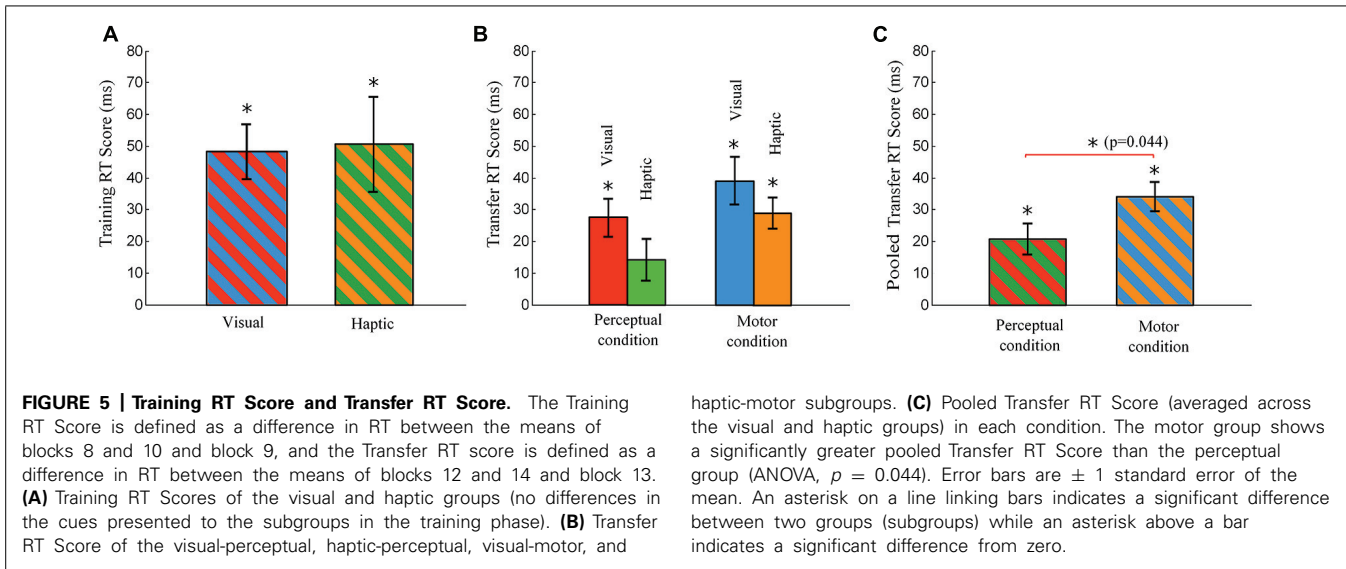 A
80
70
60
50
40
30
20
10
0
Training RT Score (ms)
*
*
Visual
Haptic
B
80
70
60
50
40
30
20
10
0
Transfer RT Score (ms)
* Visual
Haptic
* Visual
* Haptic
Perceptual
condition
Motor
condition
C
80
70
60
50
40
30
20
10
0
Pooled Transfer RT Score (ms)
* (p=0.044)
*
*
Perceptual
condition
Motor
condition
FIGURE 5 | Training RT Score and Transfer RT Score. The Training
RT Score is defined as a difference in RT between the means of
blocks 8 and 10 and block 9, and the Transfer RT score is defined as a
difference in RT between the means of blocks 12 and 14 and block 13.
(A) Training RT Scores of the visual and haptic groups (no differences in
the cues presented to the subgroups in the training phase). (B) Transfer
RT Score of the visual-perceptual, haptic-perceptual, visual-motor, and
haptic-motor subgroups. (C) Pooled Transfer RT Score (averaged across
the visual and haptic groups) in each condition. The motor group shows
a significantly greater pooled Transfer RT Score than the perceptual
group (ANOVA, p = 0.044). Error bars are ± 1 standard error of the
mean. An asterisk on a line linking bars indicates a significant difference
between two groups (subgroups) while an asterisk above a bar
indicates a significant difference from zero.